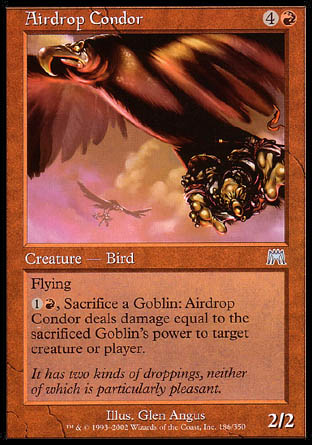 Airdrop Condor 4
Creature — Bird
Flying
1, Sacrifice a Goblin: Airdrop
Condor deals damage equal to the
sacrificed Goblin's power to target
creature or player.
It has two kinds of droppings, neither
of which is particularly pleasant.
Illus. Glen Angus
™ & © 1993–2002 Wizards of the Coast, Inc. 186/350
2/2